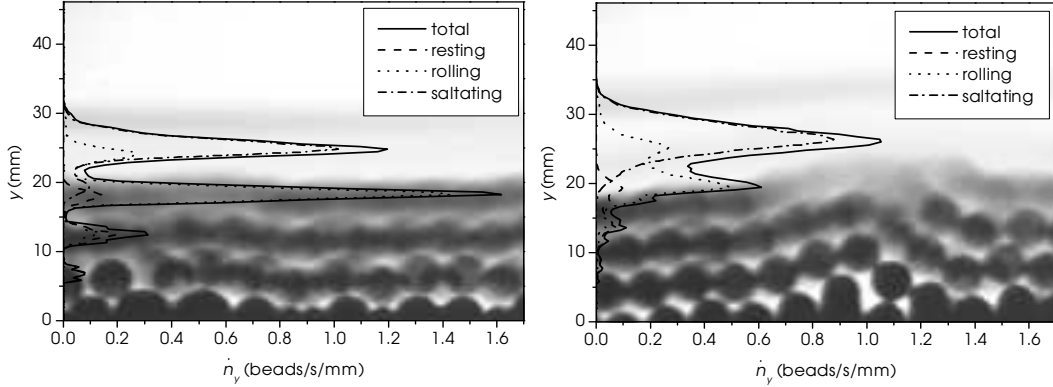 total
resting
rolling
saltating
40
30
20
10
0
y (mm)
0.0 0.2 0.4 0.6 0.8 1.0 1.2 1.4 1.6
ṅy (beads/s/mm)
total
resting
rolling
saltating
40
30
20
10
0
y (mm)
0.0 0.2 0.4 0.6 0.8 1.0 1.2 1.4 1.6
ṅy (beads/s/mm)